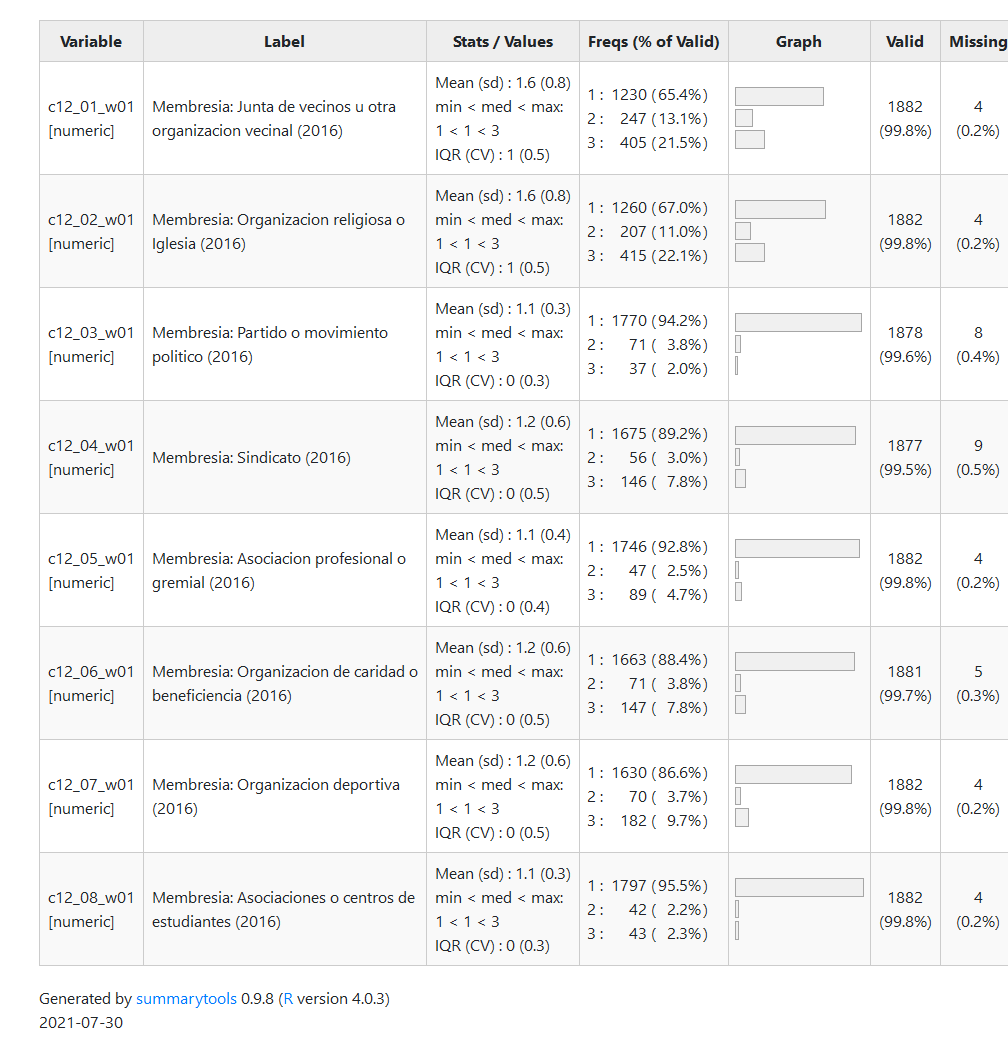 Variable Label Stats / Values Freqs (% of Valid) Graph Valid Missing
c12_01_w01
[numeric]
Membresia: Junta de vecinos u otra
organizacion vecinal (2016)
Mean (sd) : 1.6 (0.8)
min < med < max:
1 < 1 < 3
IQR (CV) : 1 (0.5)
1 : 1230 (65.4%)
2 : 247 (13.1%)
3 : 405 (21.5%)
1882
(99.8%)
4
(0.2%)
c12_02_w01
[numeric]
Membresia: Organizacion religiosa o
Iglesia (2016)
Mean (sd) : 1.6 (0.8)
min < med < max:
1 < 1 < 3
IQR (CV) : 1 (0.5)
1 : 1260 (67.0%)
2 : 207 (11.0%)
3 : 415 (22.1%)
1882
(99.8%)
4
(0.2%)
c12_03_w01
[numeric]
Membresia: Partido o movimiento
politico (2016)
Mean (sd) : 1.1 (0.3)
min < med < max:
1 < 1 < 3
IQR (CV) : 0 (0.3)
1 : 1770 (94.2%)
2 : 71 ( 3.8%)
3 : 37 ( 2.0%)
1878
(99.6%)
8
(0.4%)
c12_04_w01
[numeric]
Membresia: Sindicato (2016)
Mean (sd) : 1.2 (0.6)
min < med < max:
1 < 1 < 3
IQR (CV) : 0 (0.5)
1 : 1675 (89.2%)
2 : 56 ( 3.0%)
3 : 146 ( 7.8%)
1877
(99.5%)
9
(0.5%)
c12_05_w01
[numeric]
Membresia: Asociacion profesional o
gremial (2016)
Mean (sd) : 1.1 (0.4)
min < med < max:
1 < 1 < 3
IQR (CV) : 0 (0.4)
1 : 1746 (92.8%)
2 : 47 ( 2.5%)
3 : 89 ( 4.7%)
1882
(99.8%)
4
(0.2%)
c12_06_w01
[numeric]
Membresia: Organizacion de caridad o
beneficiencia (2016)
Mean (sd) : 1.2 (0.6)
min < med < max:
1 < 1 < 3
IQR (CV) : 0 (0.5)
1 : 1663 (88.4%)
2 : 71 ( 3.8%)
3 : 147 ( 7.8%)
1881
(99.7%)
5
(0.3%)
c12_07_w01
[numeric]
Membresia: Organizacion deportiva
(2016)
Mean (sd) : 1.2 (0.6)
min < med < max:
1 < 1 < 3
IQR (CV) : 0 (0.5)
1 : 1630 (86.6%)
2 : 70 ( 3.7%)
3 : 182 ( 9.7%)
1882
(99.8%)
4
(0.2%)
c12_08_w01
[numeric]
Membresia: Asociaciones o centros de
estudiantes (2016)
Mean (sd) : 1.1 (0.3)
min < med < max:
1 < 1 < 3
IQR (CV) : 0 (0.3)
1 : 1797 (95.5%)
2 : 42 ( 2.2%)
3 : 43 ( 2.3%)
1882
(99.8%)
4
(0.2%)
Generated by summarytools 0.9.8 (R version 4.0.3)
2021-07-30